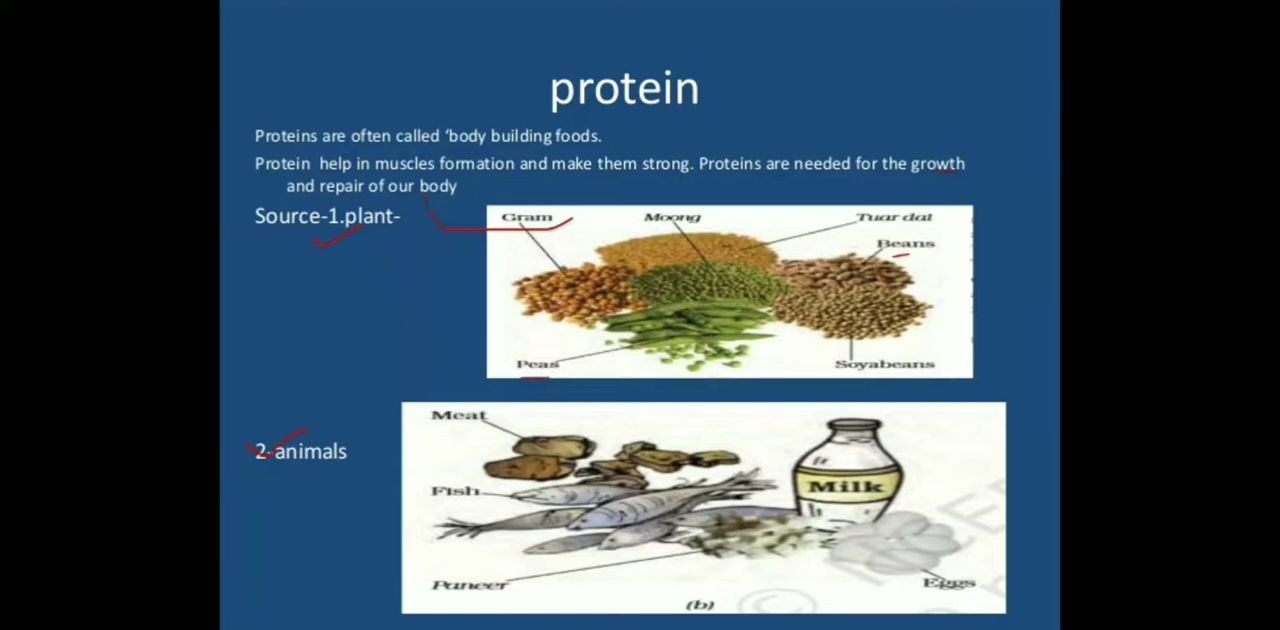 protein
Proteins are often called ‘body building foods.
Protein help in muscles formation and make them strong. Proteins are needed for the growth
and repair of our body
Source-1.plant-
Gram Moong Tuar dal
Beans
Peas Soyabeans
Meat
2-animals
Milk
Fish
Paneer Eggs
(b)
©